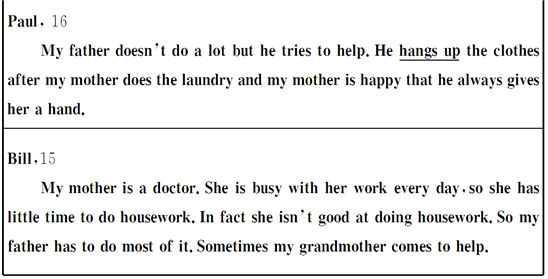 Paul, 16
My father doesn't do a lot but he tries to help. He hangs up the clothes
after my mother does the laundry and my mother is happy that he always gives
her a hand.
Bill,15
My mother is a doctor. She is busy with her work every day, so she has
little time to do housework. In fact she isn't good at doing housework. So my
father has to do most of it. Sometimes my grandmother comes to help.